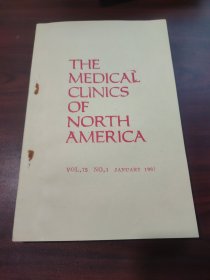 THE
MEDICAL
CLINICS
OF
NORTH
AMERICA
VOL.,75 NO.,1 JANUARY 1991